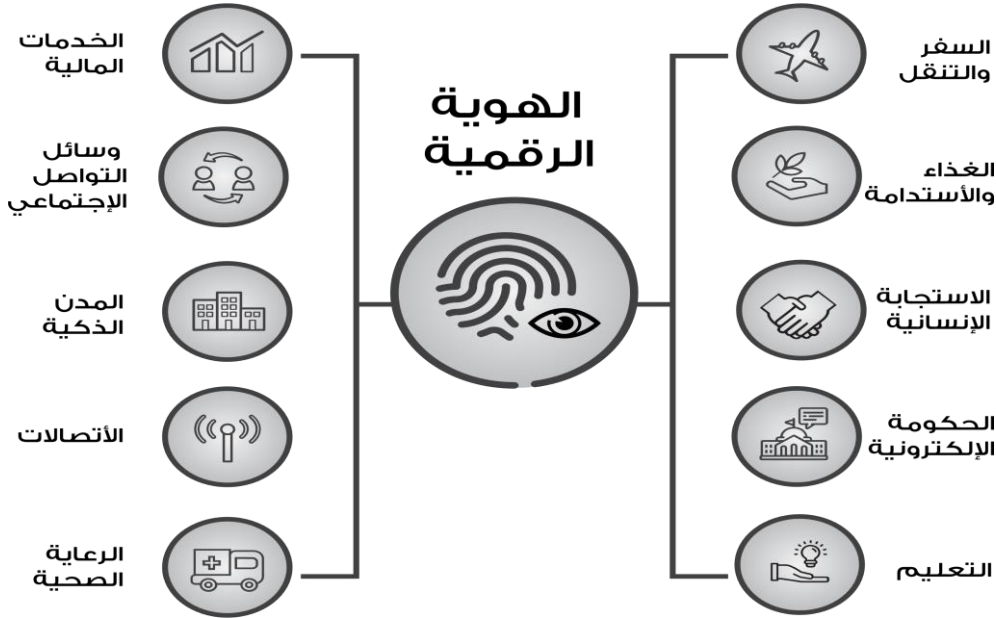 الهوية
الرقمية
السفر
والتنقل
الغذاء
والأستدامة
الاستجابة
الإنسانية
الحكومة
الإلكترونية
التعليم
الخدمات
المالية
وسائل
التواصل
الإجتماعي
المدن
الذكية
الأتصالات
الرعاية
الصحية